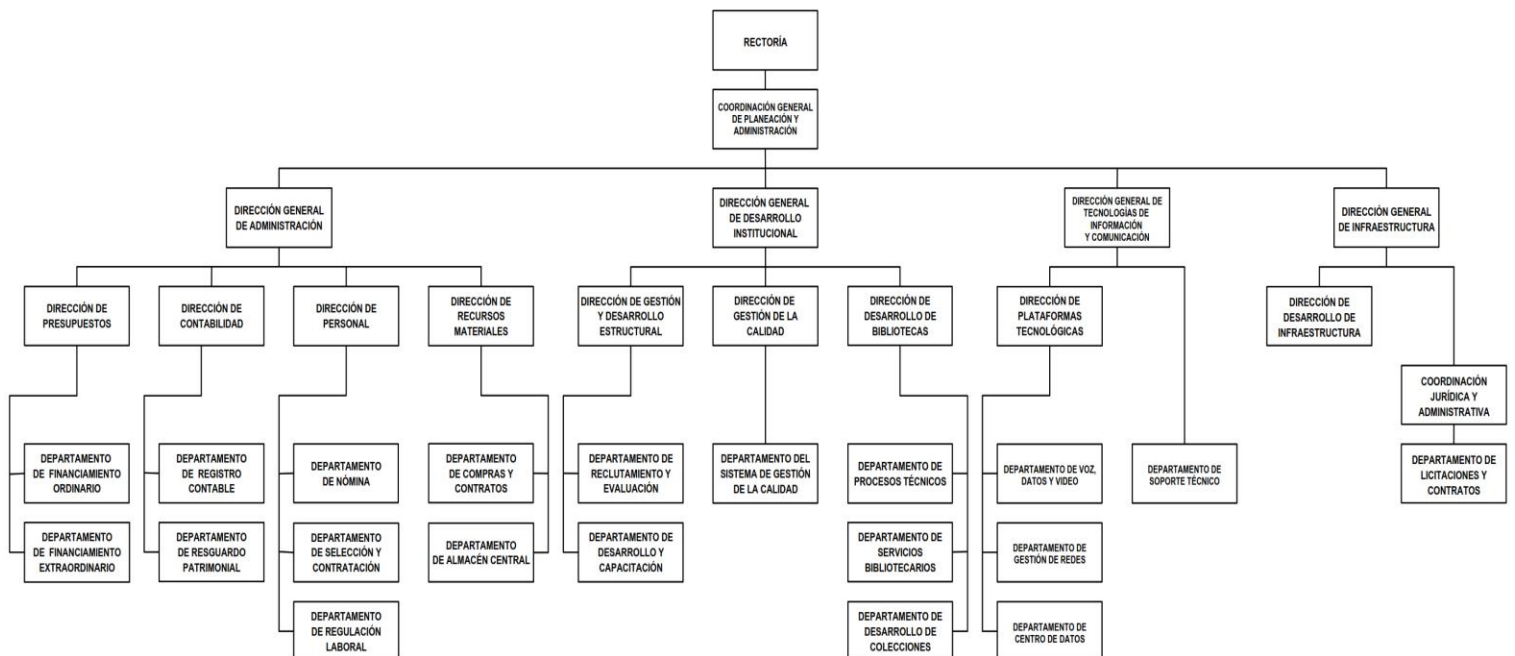 RECTORÍA
COORDINACIÓN GENERAL
DE PLANEACIÓN Y
ADMINISTRACIÓN
DIRECCIÓN GENERAL
DE ADMINISTRACIÓN
DIRECCIÓN GENERAL
DE DESARROLLO
INSTITUCIONAL
DIRECCIÓN GENERAL DE
TECNOLOGÍAS DE
INFORMACIÓN
Y COMUNICACIÓN
DIRECCIÓN GENERAL
DE INFRAESTRUCTURA
DIRECCIÓN DE
PRESUPUESTOS
DIRECCIÓN DE
CONTABILIDAD
DIRECCIÓN DE
PERSONAL
DIRECCIÓN DE
RECURSOS
MATERIALES
DIRECCIÓN DE GESTIÓN
Y DESARROLLO
ESTRUCTURAL
DIRECCIÓN DE
GESTIÓN DE LA
CALIDAD
DIRECCIÓN DE
DESARROLLO DE
BIBLIOTECAS
DIRECCIÓN DE
PLATAFORMAS
TECNOLÓGICAS
DIRECCIÓN DE
DESARROLLO DE
INFRAESTRUCTURA
COORDINACIÓN
JURÍDICA Y
ADMINISTRATIVA
DEPARTAMENTO
DE FINANCIAMIENTO
ORDINARIO
DEPARTAMENTO
DE REGISTRO
CONTABLE
DEPARTAMENTO
DE NÓMINA
DEPARTAMENTO
DE COMPRAS Y
CONTRATOS
DEPARTAMENTO DE
RECLUTAMIENTO Y
EVALUACIÓN
DEPARTAMENTO DEL
SISTEMA DE GESTIÓN
DE LA CALIDAD
DEPARTAMENTO DE
PROCESOS TÉCNICOS
DEPARTAMENTO DE VOZ,
DATOS Y VIDEO
DEPARTAMENTO DE
SOPORTE TÉCNICO
DEPARTAMENTO DE
LICITACIONES Y
CONTRATOS
DEPARTAMENTO
DE FINANCIAMIENTO
EXTRAORDINARIO
DEPARTAMENTO
DE RESGUARDO
PATRIMONIAL
DEPARTAMENTO
DE SELECCIÓN Y
CONTRATACIÓN
DEPARTAMENTO
DE ALMACÉN CENTRAL
DEPARTAMENTO DE
DESARROLLO Y
CAPACITACIÓN
DEPARTAMENTO DE
SERVICIOS
BIBLIOTECARIOS
DEPARTAMENTO DE
GESTIÓN DE REDES
DEPARTAMENTO
DE REGULACIÓN
LABORAL
DEPARTAMENTO DE
DESARROLLO DE
COLECCIONES
DEPARTAMENTO DE
CENTRO DE DATOS